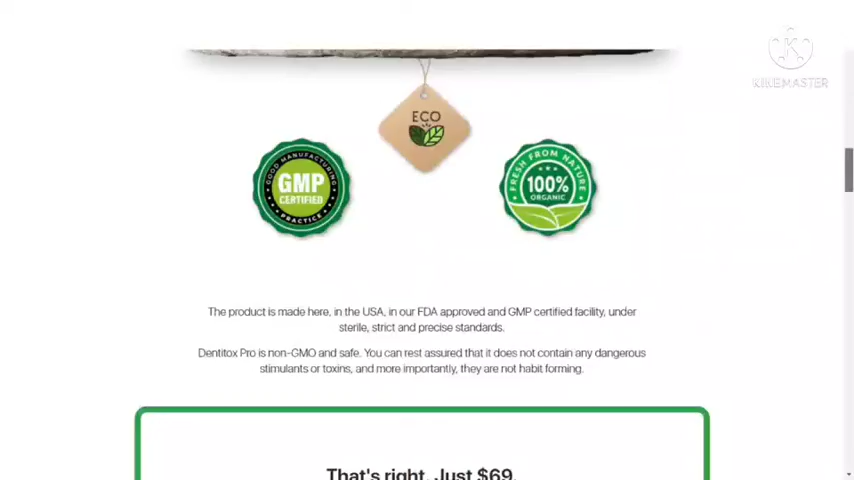 KINEMASTER
ECO
GOOD MANUFACTURING
GMP
CERTIFIED
PRACTICE
FRESH FROM NATURE
100%
ORGANIC
The product is made here, in the USA, in our FDA approved and GMP certified facility, under
sterile, strict and precise standards.
Dentitox Pro is non-GMO and safe. You can rest assured that it does not contain any dangerous
stimulants or toxins, and more importantly, they are not habit forming.
That's right. Just $69.